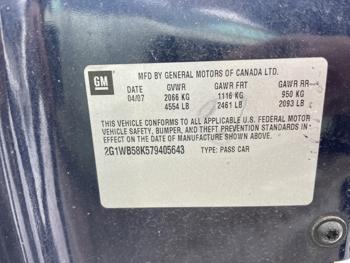 GM
MFD BY GENERAL MOTORS OF CANADA LTD.
DATE GVWR GAWR FRT GAWR RR
04/07 2066 KG 1116 KG 950 KG
4554 LB 2461 LB 2093 LB
THIS VEHICLE CONFORMS TO ALL APPLICABLE U.S. FEDERAL MOTOR
VEHICLE SAFETY, BUMPER, AND THEFT PREVENTION STANDARDS IN
EFFECT ON THE DATE OF MANUFACTURE SHOWN ABOVE.
2G1WB58K579405643 TYPE: PASS CAR